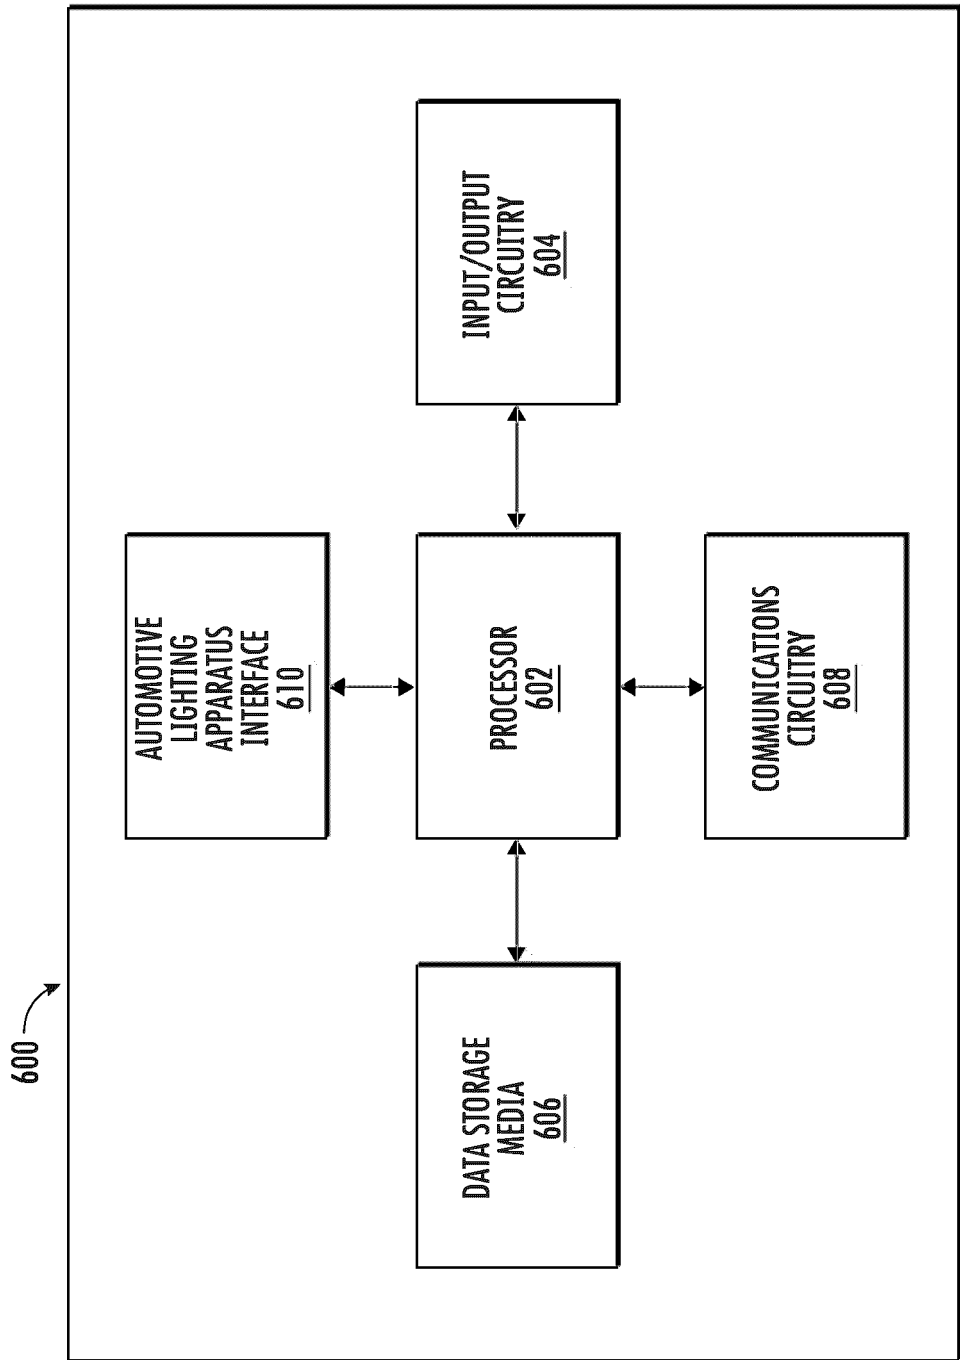 600
AUTOMOTIVE
LIGHTING
APPARATUS
INTERFACE
610
DATA STORAGE
MEDIA
606
PROCESSOR
602
INPUT/OUTPUT
CIRCUITRY
604
COMMUNICATIONS
CIRCUITRY
608